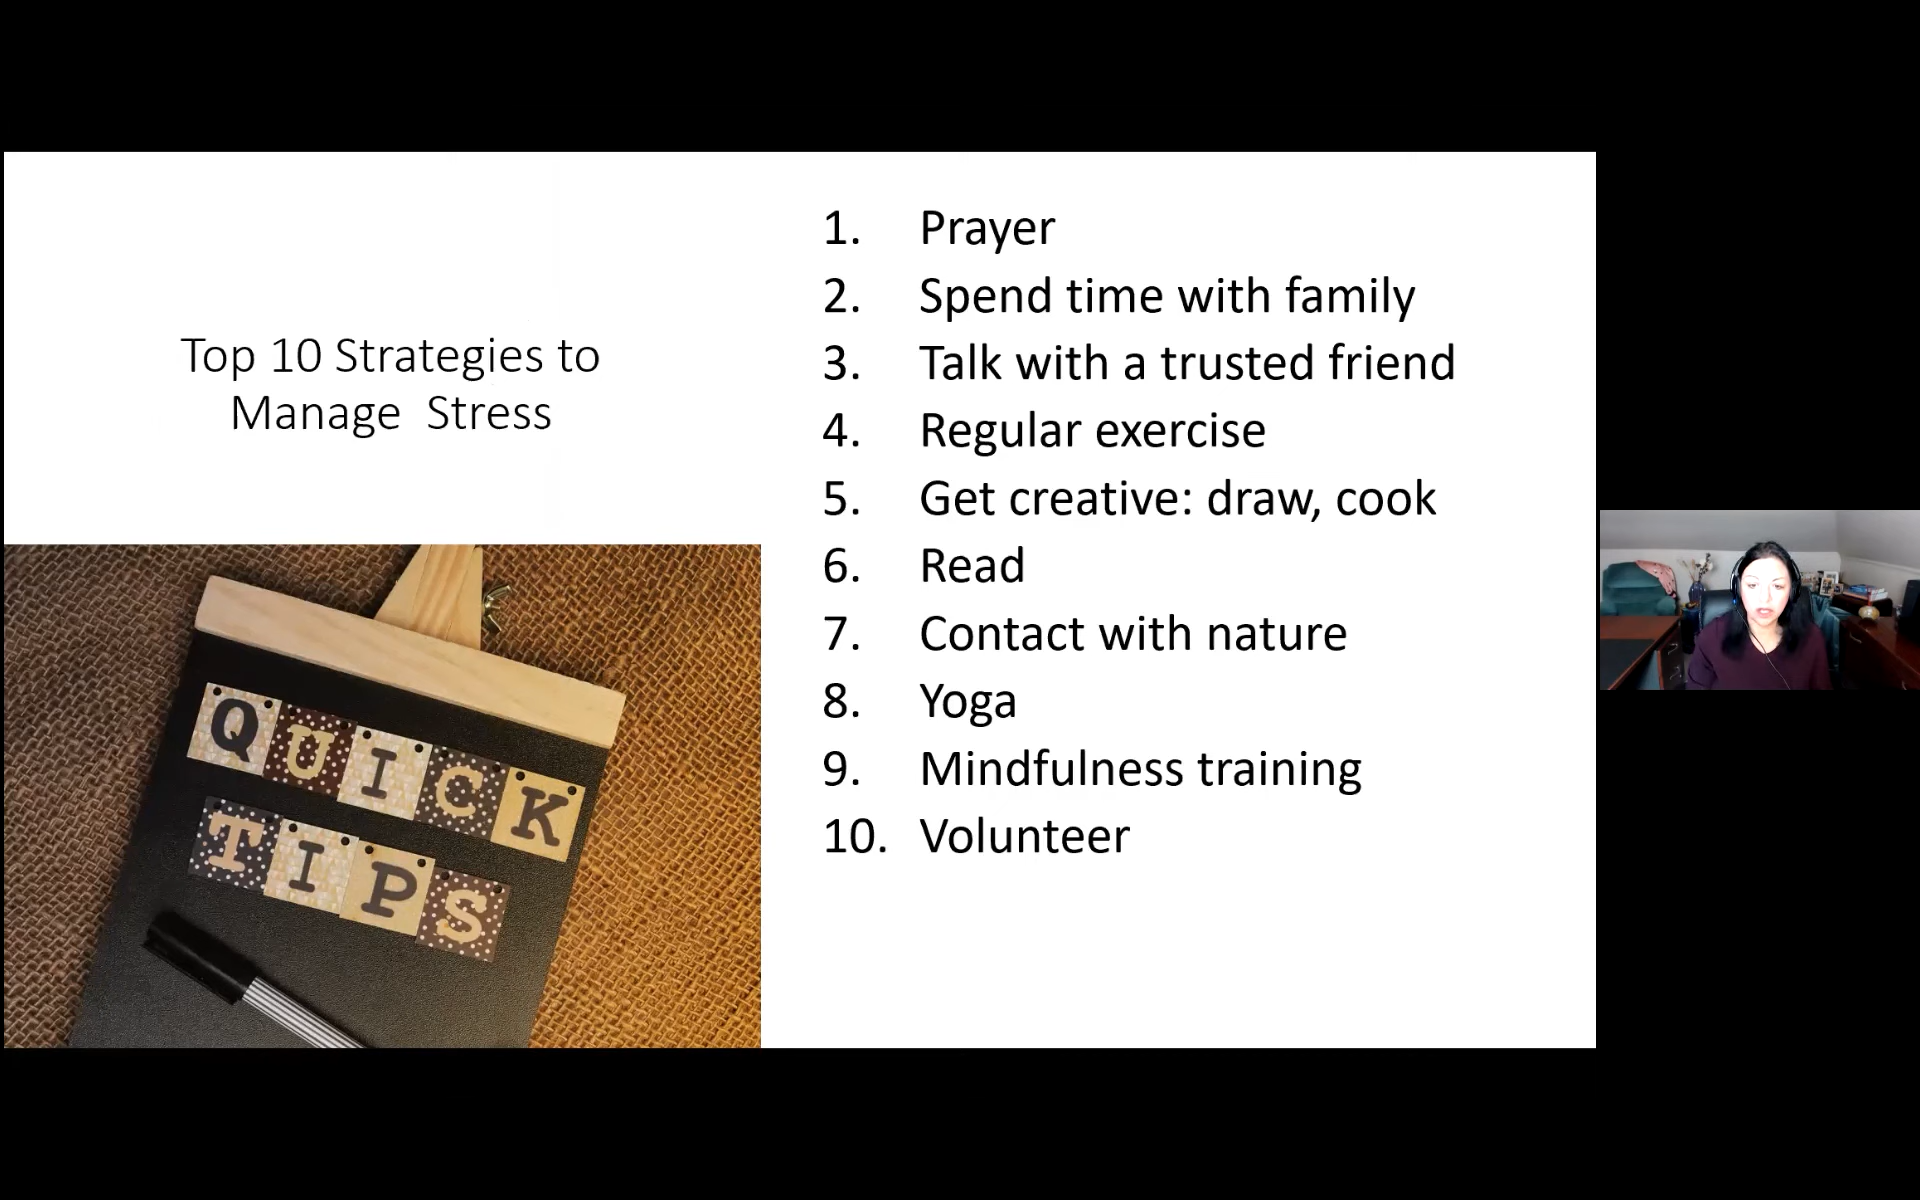 Top 10 Strategies to
Manage  Stress
QUICK
TIPS
1. Prayer
2. Spend time with family
3. Talk with a trusted friend
4. Regular exercise
5. Get creative: draw, cook
6. Read
7. Contact with nature
8. Yoga
9. Mindfulness training
10. Volunteer